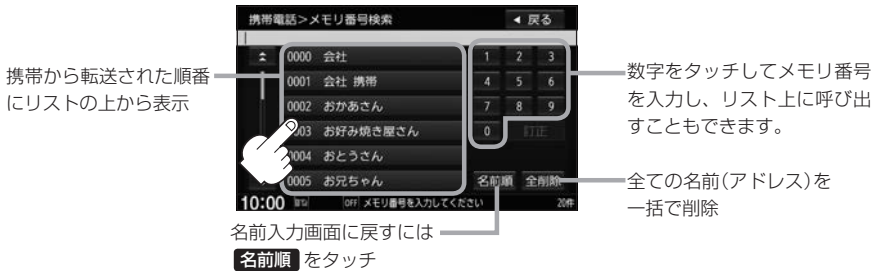 携帯電話>メモリ番号検索
◀ 戻る
0000 会社
0001 会社 携帯
0002 おかあさん
0003 お好み焼き屋さん
0004 おとうさん
0005 お兄ちゃん
1 2 3
4 5 6
7 8 9
0 訂正
名前順 全削除
10:00 OFF メモリ番号を入力してください 20件
携帯から転送された順番
にリストの上から表示
数字をタッチしてメモリ番号
を入力し、リスト上に呼び出
すこともできます。
全ての名前(アドレス)を
一括で削除
名前入力画面に戻すには
名前順 をタッチ